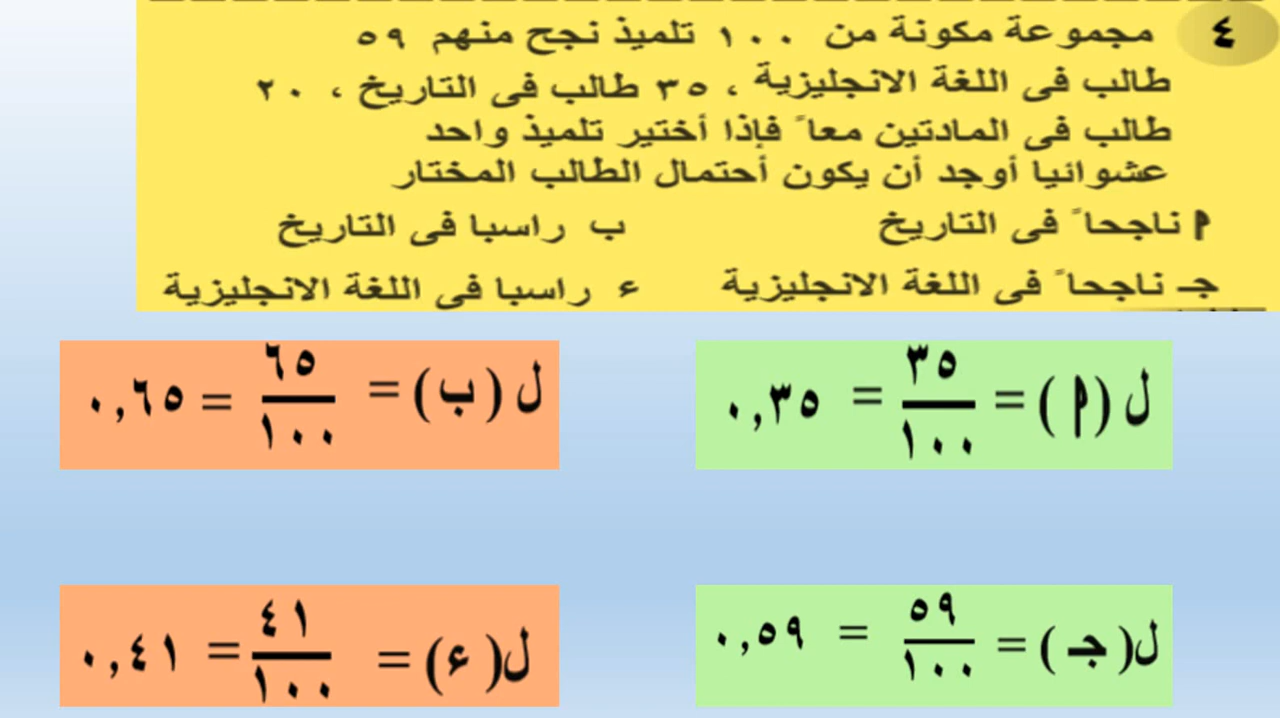 ٤ مجموعة مكونة من ١٠٠ تلميذ نجح منهم ٥٩
طالب فى اللغة الانجليزية ، ٣٥ طالب فى التاريخ ، ٢٠
طالب فى المادتين معاً فإذا أختير تلميذ واحد
عشوائيا أوجد أن يكون أحتمال الطالب المختار
أ ناجحاً فى التاريخ ب راسبا فى التاريخ
جـ ناجحاً فى اللغة الانجليزية ء راسبا فى اللغة الانجليزية
ل (أ) = ٣٥/١٠٠ = ٠,٣٥
ل (ب) = ٦٥/١٠٠ = ٠,٦٥
ل (جـ) = ٥٩/١٠٠ = ٠,٥٩
ل (ء) = ٤١/١٠٠ = ٠,٤١